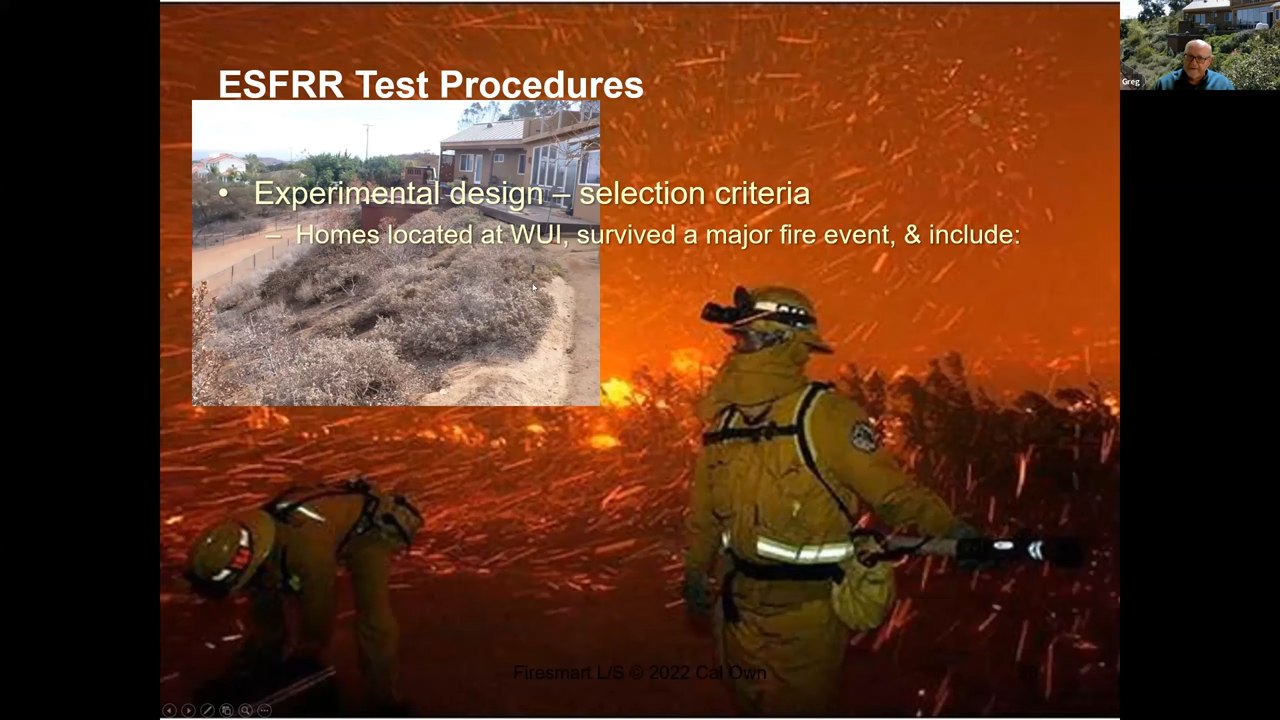 ESFRR Test Procedures
• Experimental design – selection criteria
– Homes located at WUI, survived a major fire event, & include:
Firesmart L/S © 2022 Cal Own
Greg